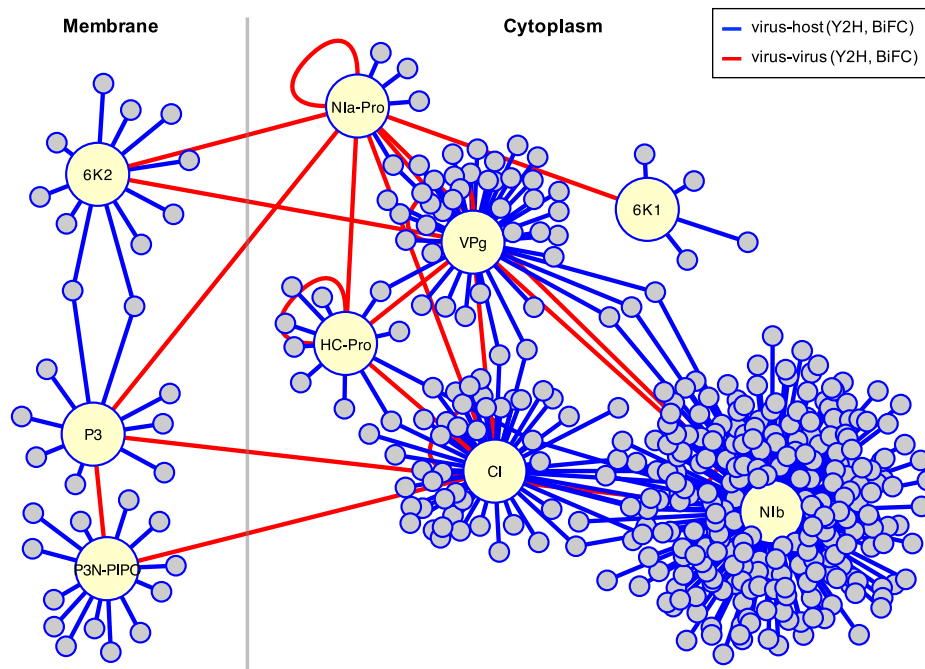 Membrane
Cytoplasm
virus-host (Y2H, BiFC)
virus-virus (Y2H, BiFC)
NIa-Pro
6K2
6K1
VPg
HC-Pro
P3
CI
NIb
P3N-PIPO